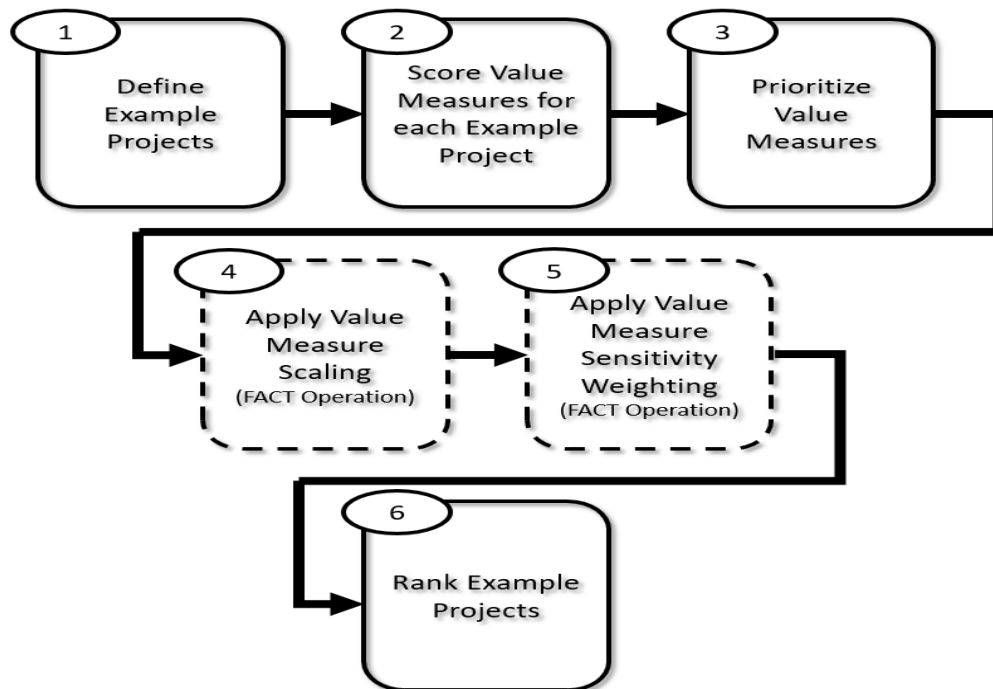 1
Define
Example
Projects
2
Score Value
Measures for
each Example
Project
3
Prioritize
Value
Measures
4
Apply Value
Measure
Scaling
(FACT Operation)
5
Apply Value
Measure
Sensitivity
Weighting
(FACT Operation)
6
Rank Example
Projects